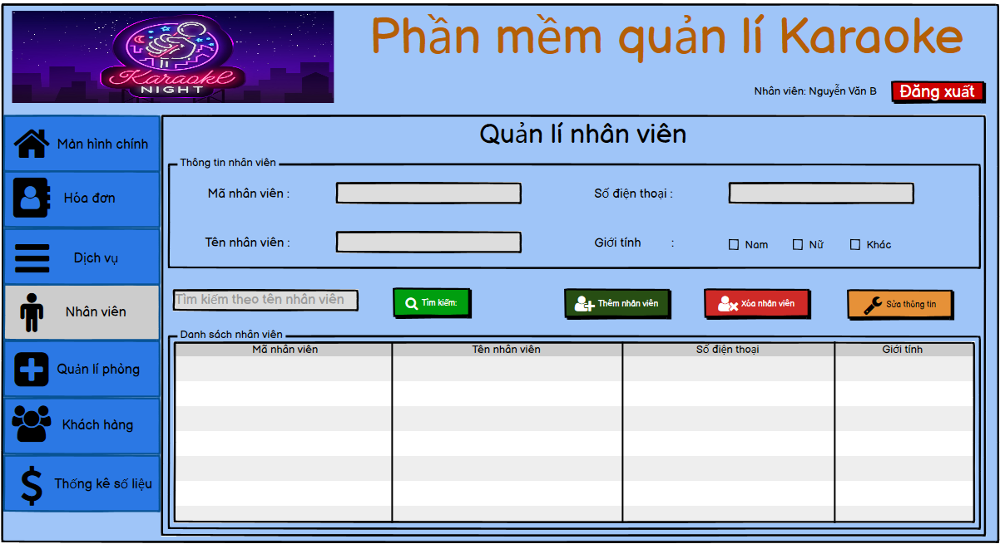 Karaoke
NIGHT
Phần mềm quản lí Karaoke
Nhân viên: Nguyễn Văn B
Đăng xuất
Màn hình chính
Hóa đơn
Dịch vụ
Nhân viên
Quản lí phòng
Khách hàng
Thống kê số liệu
Quản lí nhân viên
Thông tin nhân viên
Mã nhân viên :
Số điện thoại :
Tên nhân viên :
Giới tính :
Nam
Nữ
Khác
Tìm kiếm theo tên nhân viên
Tìm kiếm:
Thêm nhân viên
Xóa nhân viên
Sửa thông tin
Danh sách nhân viên
Mã nhân viên
Tên nhân viên
Số điện thoại
Giới tính